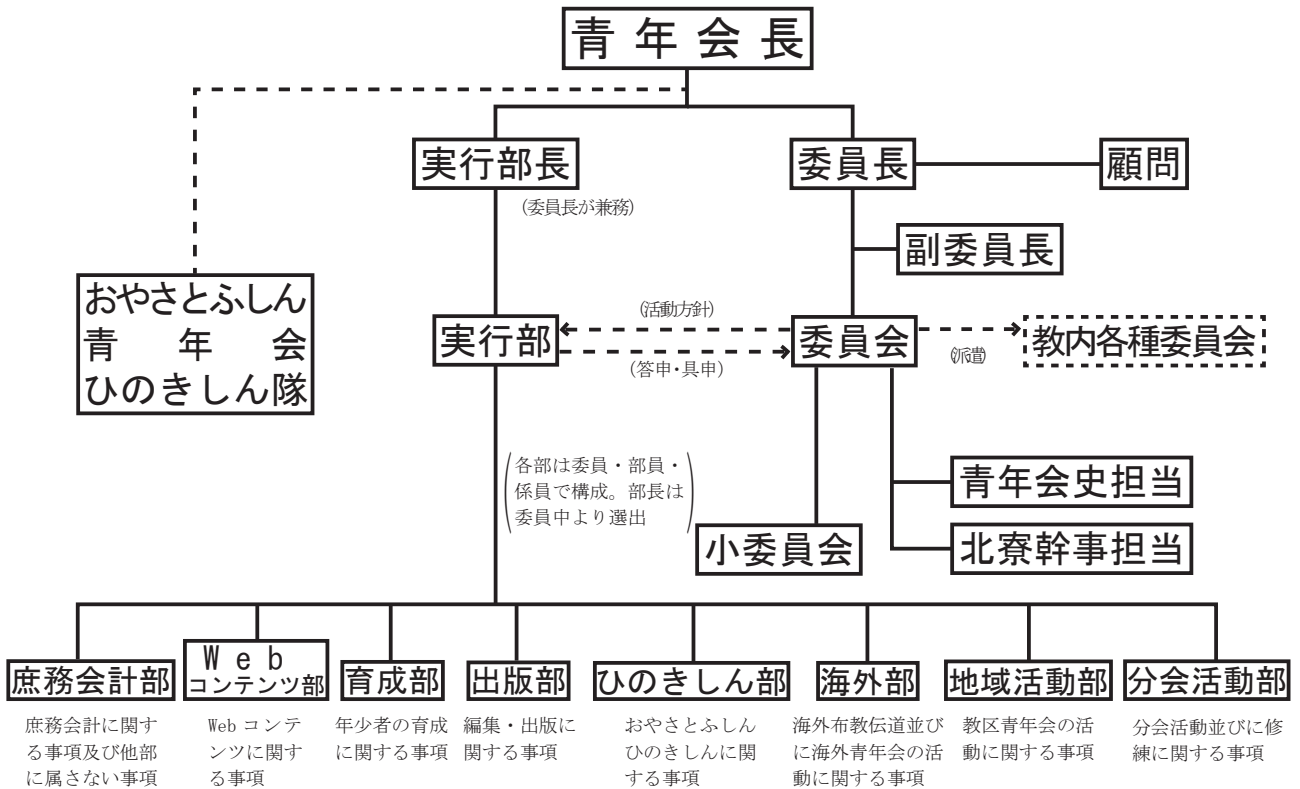 青年会長
実行部長
委員長
顧問
(委員長が兼務)
副委員長
おやさとふしん
青年会
ひのきしん隊
(活動方針)
実行部
委員会
教内各種委員会
(派遣)
(答申・具申)
各部は委員・部員・
係員で構成。部長は
委員中より選出
青年会史担当
小委員会
北寮幹事担当
庶務会計部
Web
コンテンツ部
育成部
出版部
ひのきしん部
海外部
地域活動部
分会活動部
庶務会計に関す
る事項及び他部
に属さない事項
Webコンテ
ンツに関す
る事項
年少者の育成
に関する事項
編集・出版に
関する事項
おやさとふしん
ひのきしんに関
する事項
海外布教伝道並び
に海外青年会の活
動に関する事項
教区青年会の活
動に関する事項
分会活動並びに修
練に関する事項